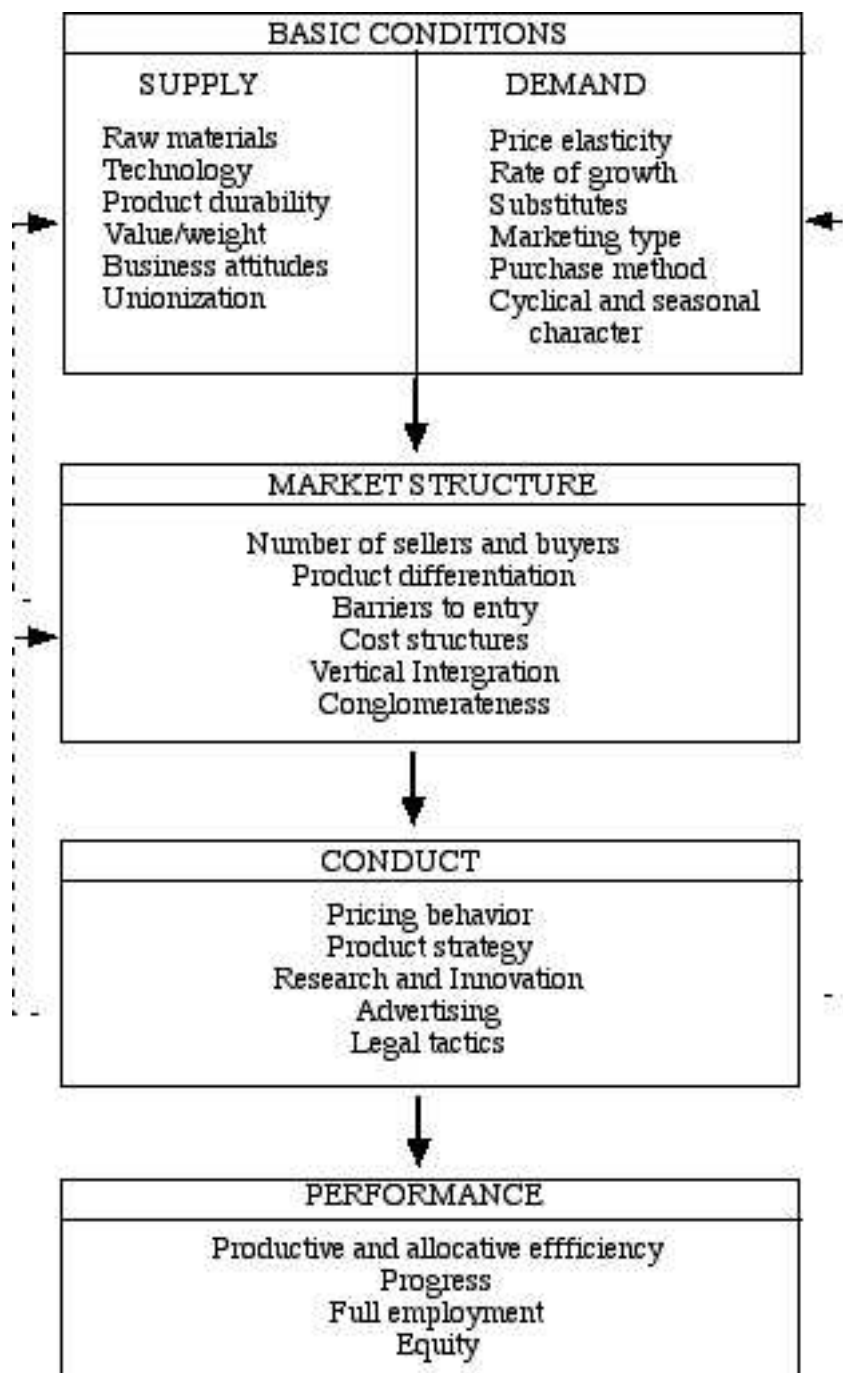 BASIC CONDITIONS
SUPPLY
Raw materials
Technology
Product durability
Value/weight
Business attitudes
Unionization
DEMAND
Price elasticity
Rate of growth
Substitutes
Marketing type
Purchase method
Cyclical and seasonal
character
MARKET STRUCTURE
Number of sellers and buyers
Product differentiation
Barriers to entry
Cost structures
Vertical Intergration
Conglomerateness
CONDUCT
Pricing behavior
Product strategy
Research and Innovation
Advertising
Legal tactics
PERFORMANCE
Productive and allocative effficiency
Progress
Full employment
Equity